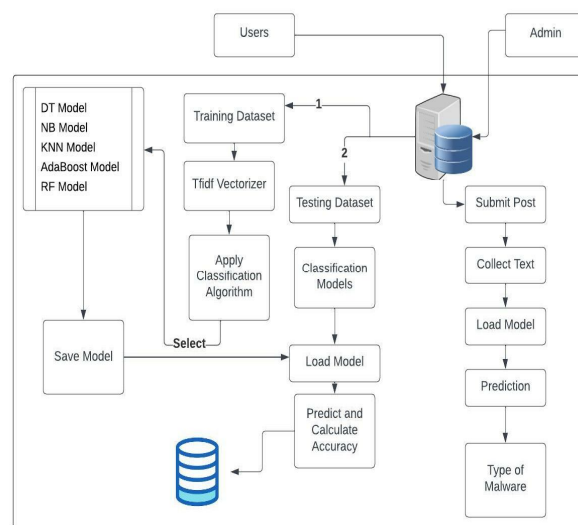 Users
Admin
DT Model
NB Model
KNN Model
AdaBoost Model
RF Model
Training Dataset
1
2
Tfidf Vectorizer
Testing Dataset
Submit Post
Apply
Classification
Algorithm
Classification
Models
Collect Text
Load Model
Select
Save Model
Load Model
Prediction
Predict and
Calculate
Accuracy
Type of
Malware